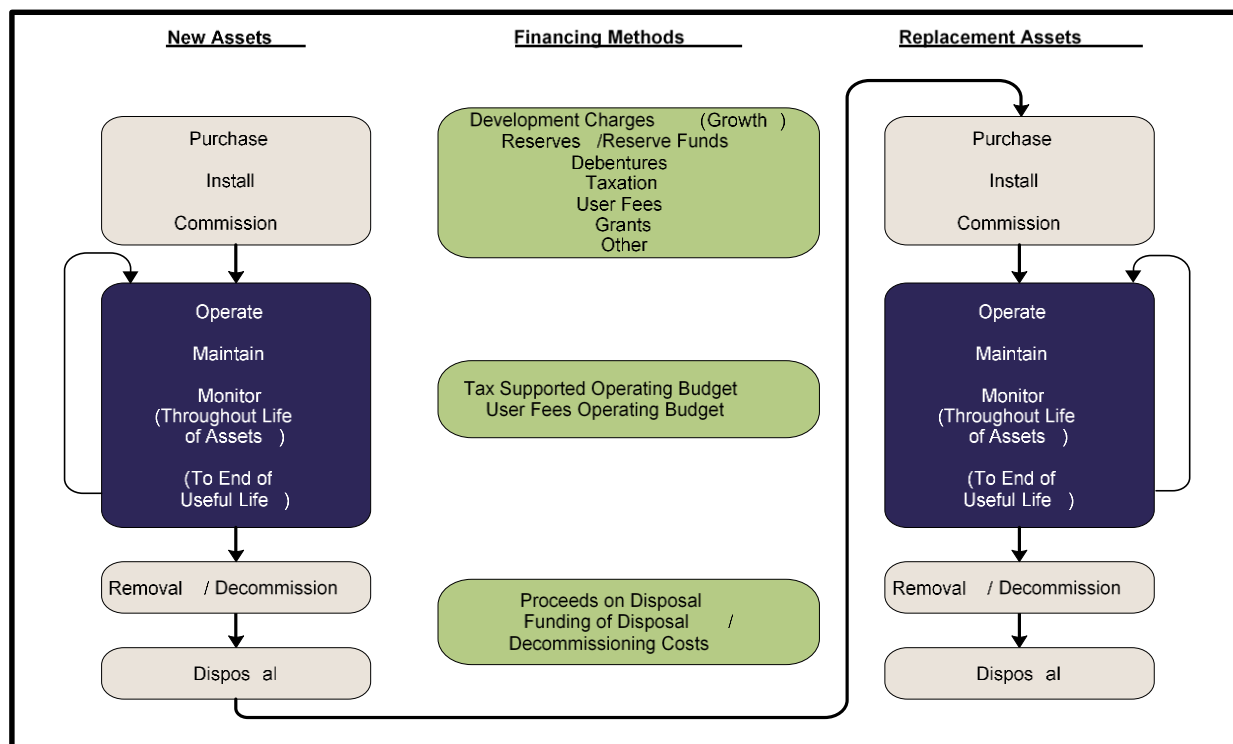 New Assets
Purchase
Install
Commission
Operate
Maintain
Monitor
(Throughout Life
of Assets )
(To End of
Useful Life )
Removal / Decommission
Dispos al
Financing Methods
Development Charges (Growth )
Reserves /Reserve Funds
Debentures
Taxation
User Fees
Grants
Other
Tax Supported Operating Budget
User Fees Operating Budget
Proceeds on Disposal
Funding of Disposal /
Decommissioning Costs
Replacement Assets
Purchase
Install
Commission
Operate
Maintain
Monitor
(Throughout Life
of Assets )
(To End of
Useful Life )
Removal / Decommission
Dispos al